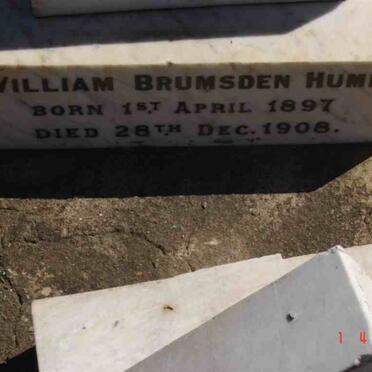 WILLIAM BRUMSDEN HUM
BORN 1ST APRIL 1897
DIED 28TH DEC. 1908.
1 4